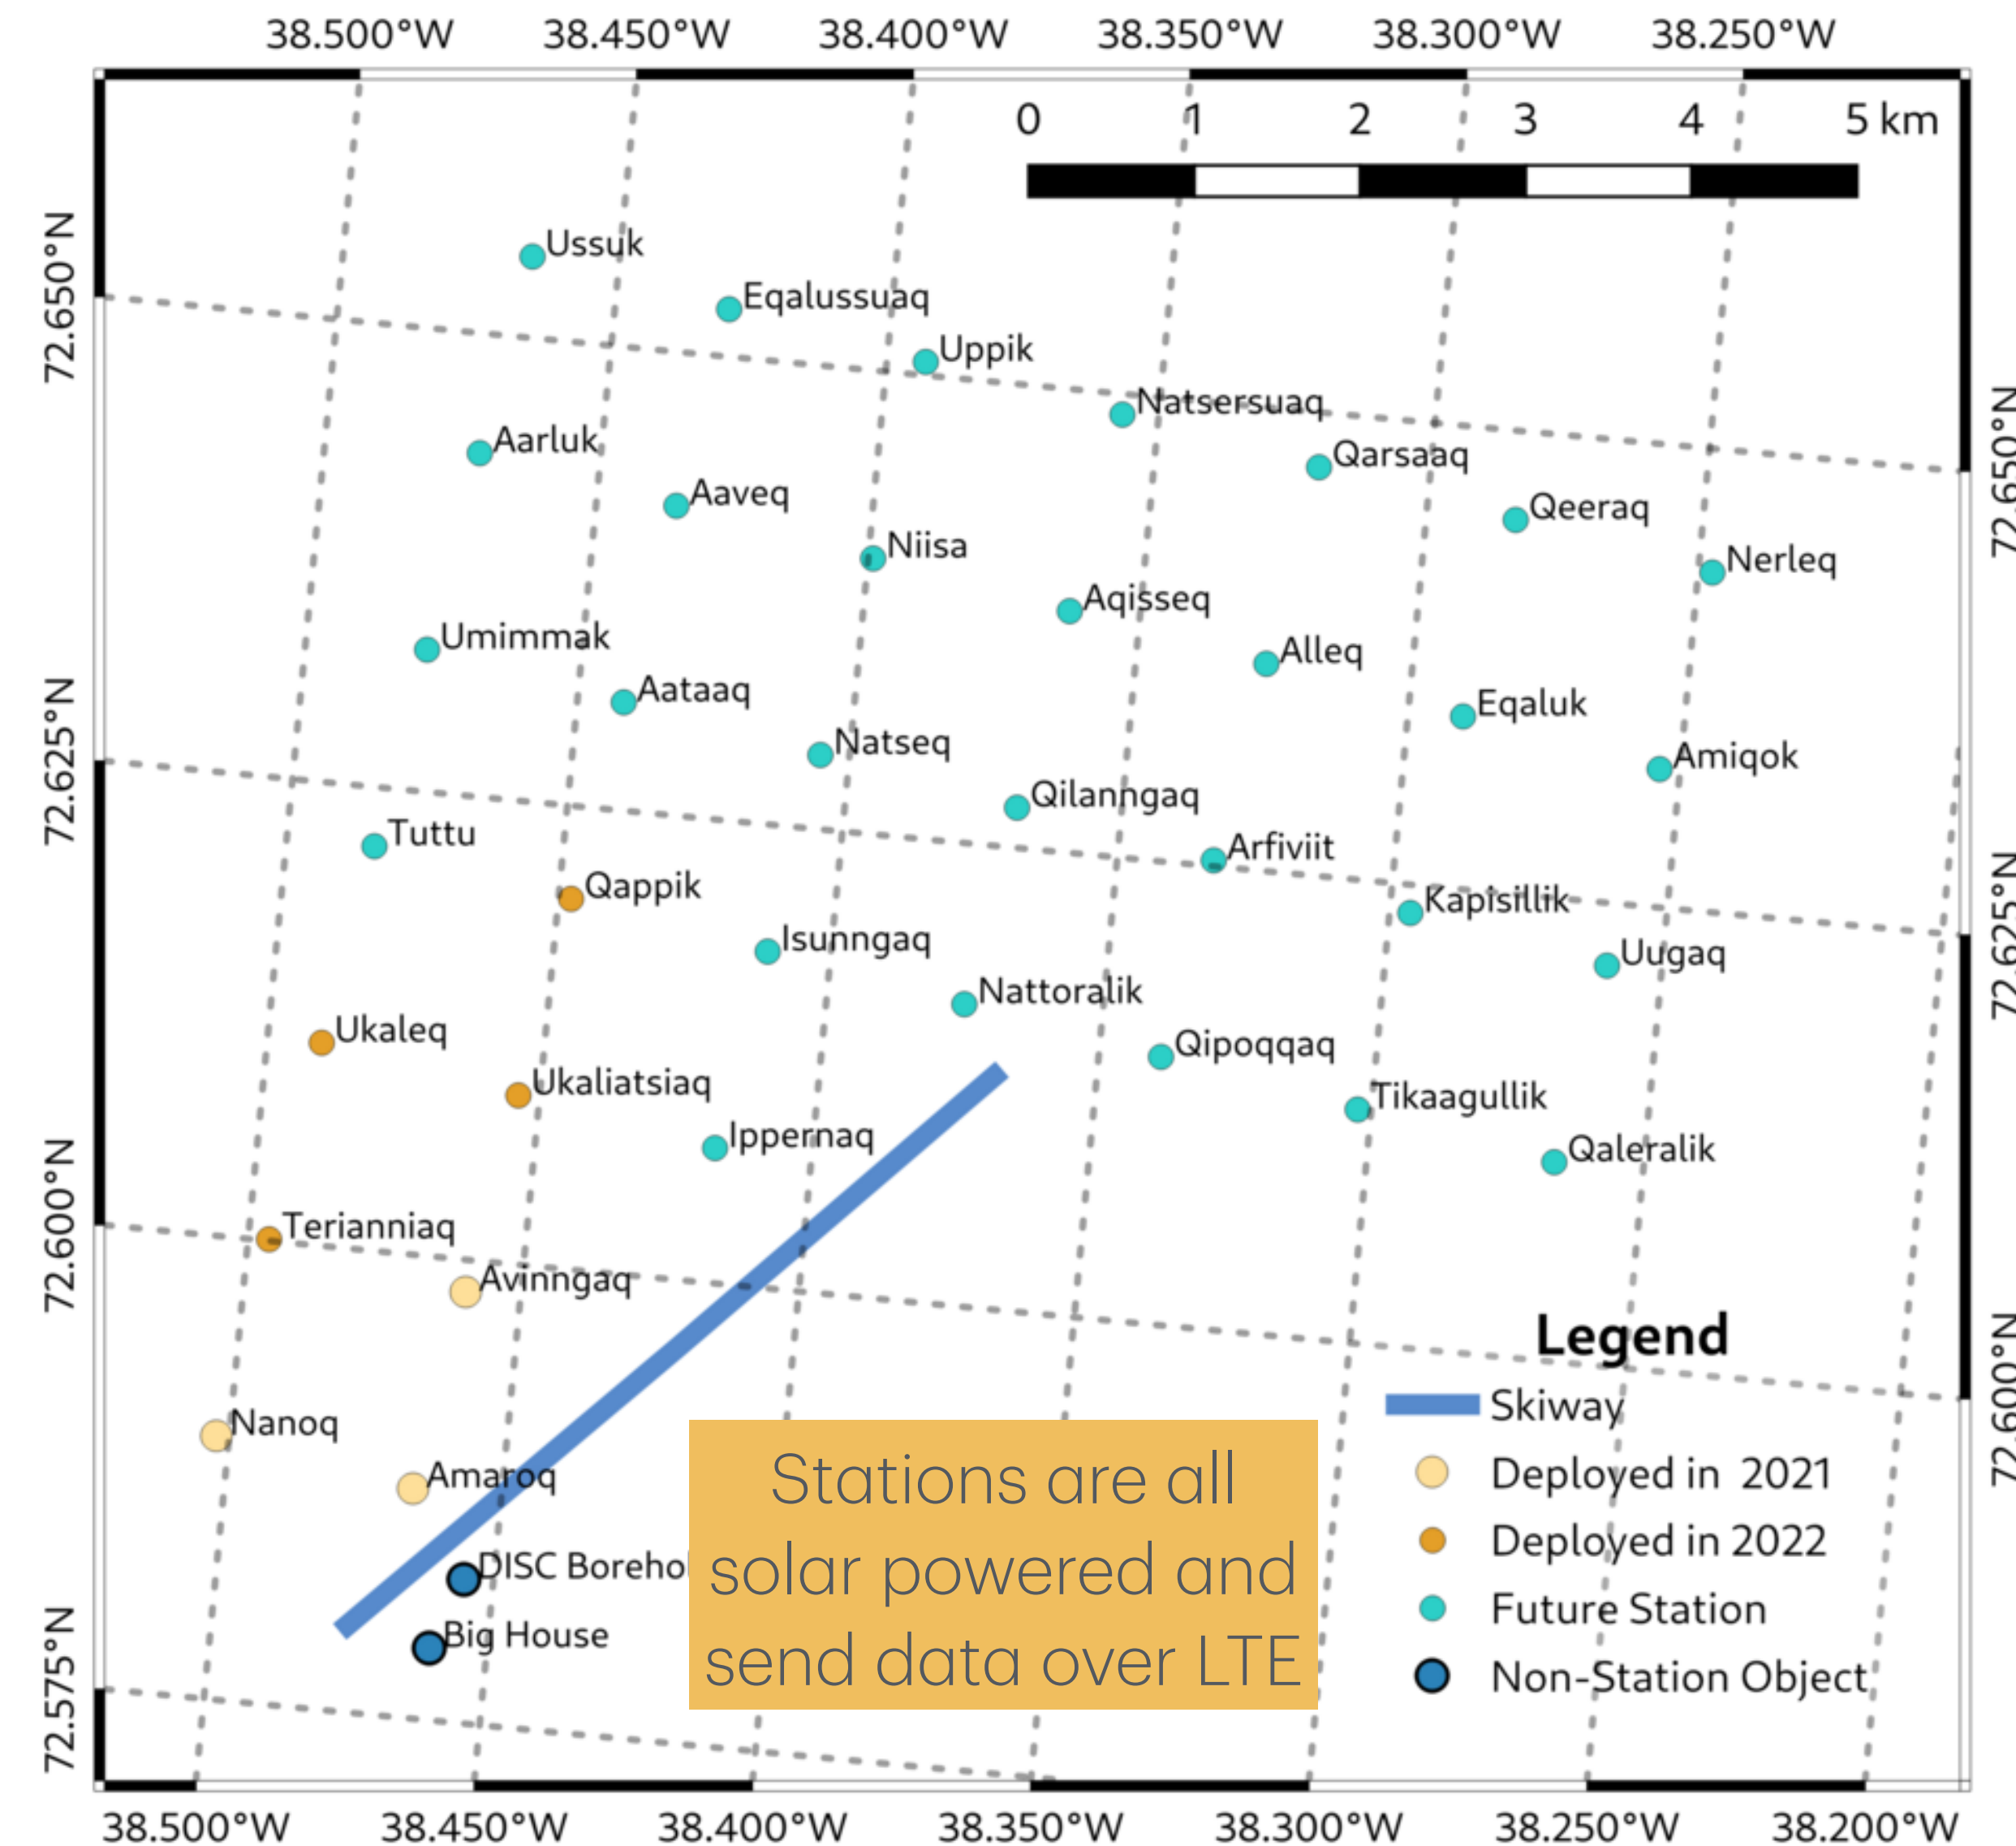 38.500°W 38.450°W 38.400°W 38.350°W 38.300°W 38.250°W
0 1 2 3 4 5 km
72.650°N
72.625°N
72.600°N
72.575°N
Ussuk
Eqalussuaq
Uppik
Natsersuaq
Qarsaaq
Qeeraq
Nerleq
Aarluk
Aaveq
Niisa
Aqisseq
Alleq
Eqaluk
Amiqok
Umimmak
Aataaq
Natseq
Qilanngaq
Arfiviit
Kapisillik
Uugaq
Tuttu
Qappik
Isunngaq
Nattoralik
Qipoqqaq
Tikaagullik
Qaleralik
Ukaleq
Ukaliatsiaq
Ippernaq
Terianniaq
Avinngaq
Nanoq
Amaroq
DISC
Big House
Stations are all
solar powered and
send data over LTE
Legend
Skiway
Deployed in 2021
Deployed in 2022
Future Station
Non-Station Object
72.650°N
72.625°N
72.600°N
38.500°W 38.450°W 38.400°W 38.350°W 38.300°W 38.250°W 38.200°W